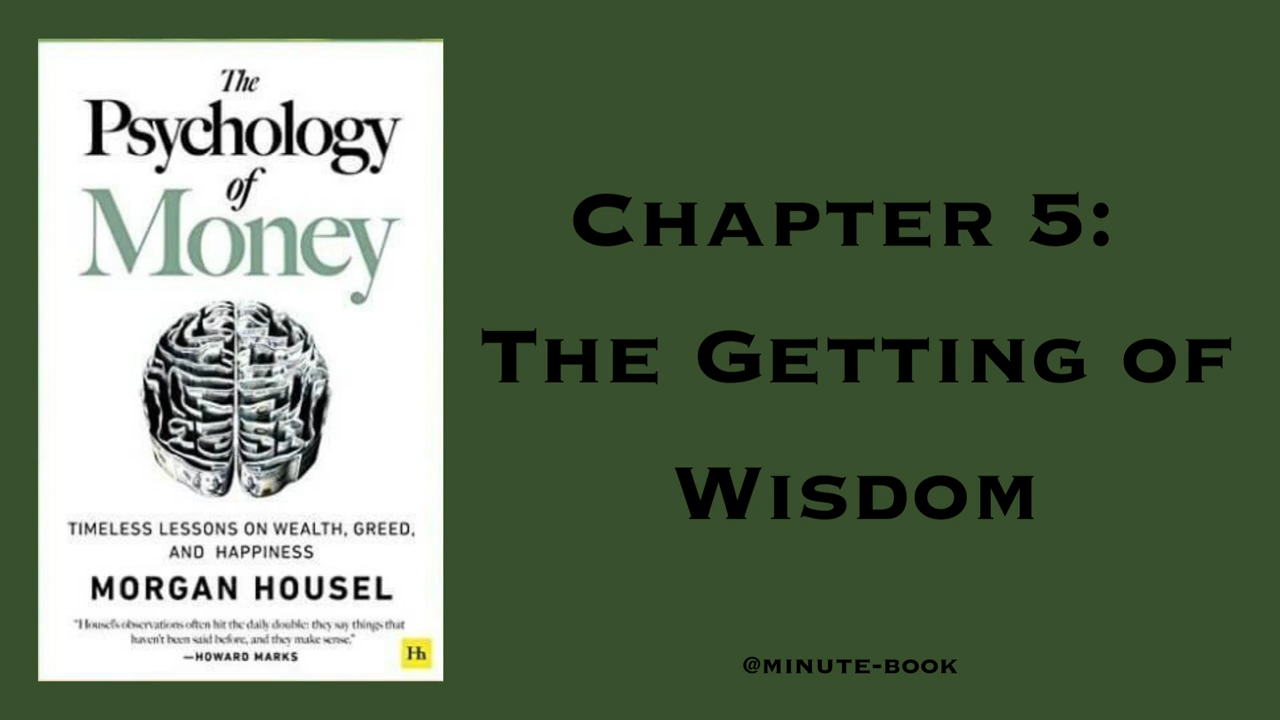 The
Psychology
of
Money
TIMELESS LESSONS ON WEALTH, GREED,
AND HAPPINESS
MORGAN HOUSEL
"Housel's observations often hit the daily double: they say things that
haven't been said before, and they make sense."
—HOWARD MARKS
Hh
CHAPTER 5:
THE GETTING OF
WISDOM
@MINUTE-BOOK